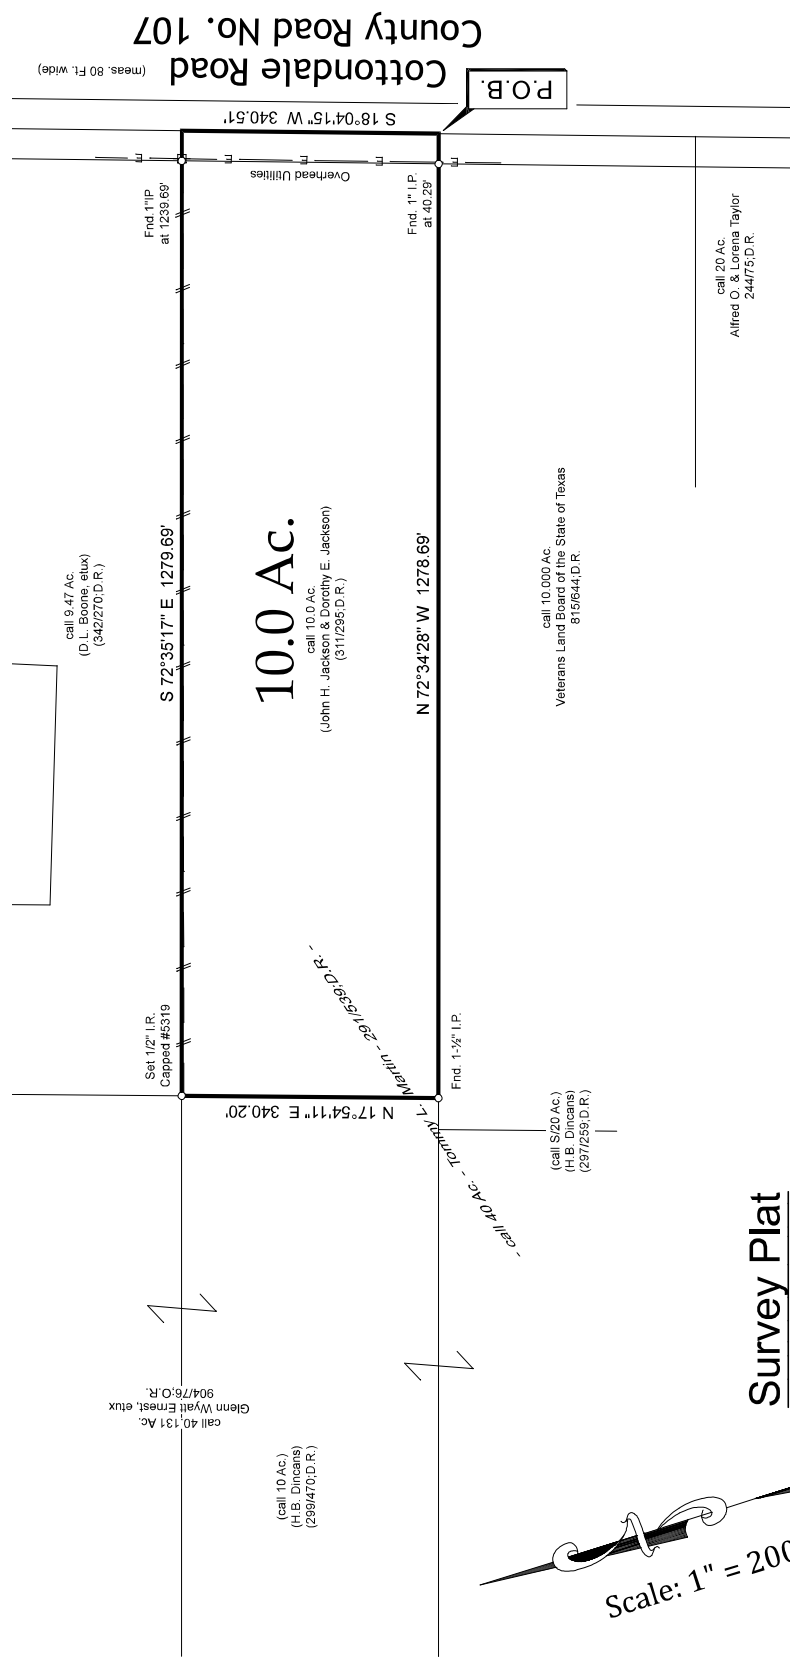 Cottondale Road
County Road No. 107
(meas. 80 Ft. wide)
P.O.B.
S 18°04'15" W 340.51'
Overhead Utilities
E
E
E
E
E
E
Fnd.1"IP
at 1239.69'
Fnd. 1" I.P.
at 40.29'
call 20 Ac.
Alfred O. & Lorena Taylor
244/75;D.R.
call 9.47 Ac.
(D.L. Boone, etux)
(342/270;D.R.)
S 72°35'17" E 1279.69'
10.0 Ac.
call 10.0 Ac.
(John H. Jackson & Dorothy E. Jackson)
(311/295;D.R.)
N 72°34'28" W 1278.69'
call 10.000 Ac.
Veterans Land Board of the State of Texas
815/644;D.R.
Set 1/2" I.R.
Capped #5319
Fnd. 1-½" I.P.
N 17°54'11" E 340.20'
- call 40 Ac. - Tommy L. Martin - 291/539;D.R. -
(call S/20 Ac.)
(H.B. Dincans)
(297/259;D.R.)
call 40.131 Ac.
Glenn Wyatt Ernest, etux
904/76;O.R.
(call 10 Ac.)
(H.B. Dincans)
(299/470;D.R.)
Survey Plat
N
Scale: 1" = 200